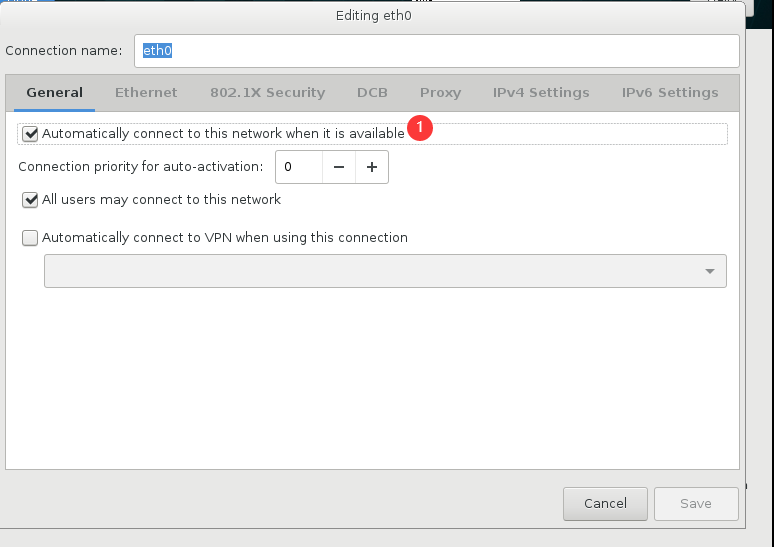 Editing eth0
Connection name: eth0
General Ethernet 802.1X Security DCB Proxy IPv4 Settings IPv6 Settings
Automatically connect to this network when it is available 1
Connection priority for auto-activation: 0 − +
All users may connect to this network
Automatically connect to VPN when using this connection
Cancel Save